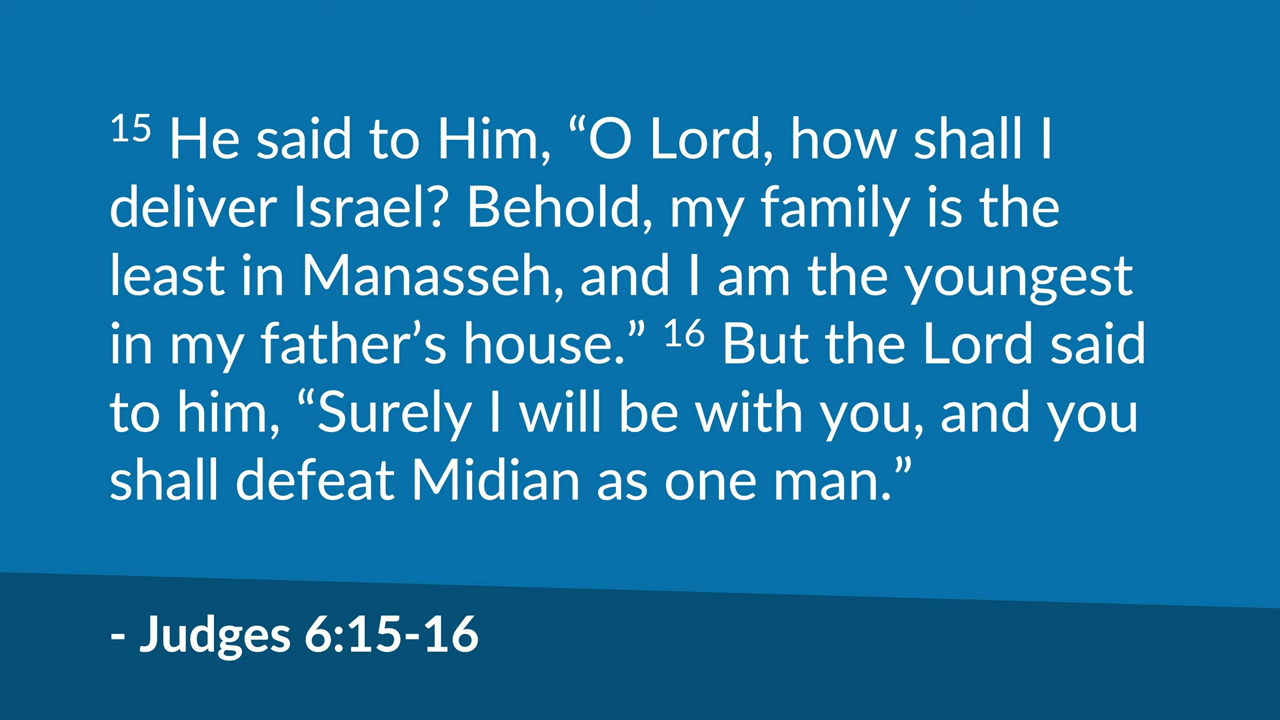 15 He said to Him, “O Lord, how shall I
deliver Israel? Behold, my family is the
least in Manasseh, and I am the youngest
in my father’s house.” 16 But the Lord said
to him, “Surely I will be with you, and you
shall defeat Midian as one man.”
- Judges 6:15-16